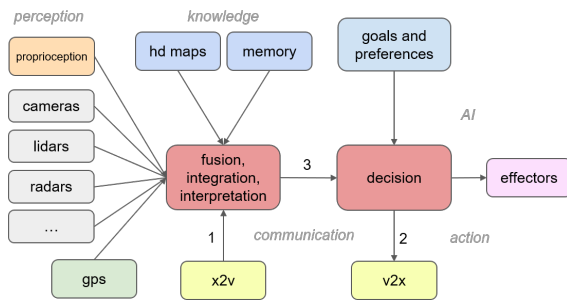 perception
knowledge
proprioception
hd maps
memory
goals and
preferences
cameras
AI
lidars
fusion,
integration,
interpretation
3
decision
effectors
radars
…
1
communication
2
action
gps
x2v
v2x